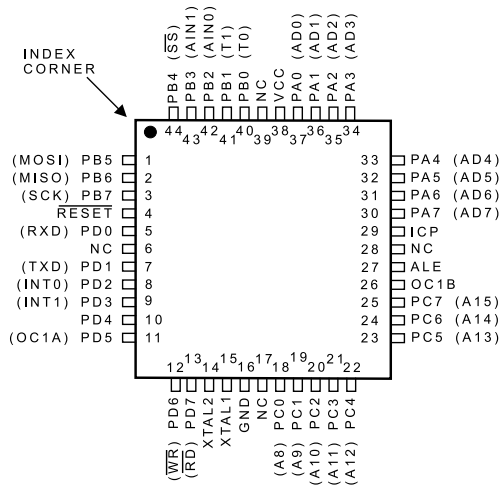 INDEX
CORNER
PB4 (S̅S̅)
PB3 (AIN1)
PB2 (AIN0)
PB1 (T1)
PB0 (T0)
NC
VCC
PA0 (AD0)
PA1 (AD1)
PA2 (AD2)
PA3 (AD3)
44 43 42 41 40 39 38 37 36 35 34
(MOSI) PB5 1
(MISO) PB6 2
(SCK) PB7 3
R̅E̅S̅E̅T̅ 4
(RXD) PD0 5
NC 6
(TXD) PD1 7
(INT0) PD2 8
(INT1) PD3 9
PD4 10
(OC1A) PD5 11
33 PA4 (AD4)
32 PA5 (AD5)
31 PA6 (AD6)
30 PA7 (AD7)
29 ICP
28 NC
27 ALE
26 OC1B
25 PC7 (A15)
24 PC6 (A14)
23 PC5 (A13)
12 13 14 15 16 17 18 19 20 21 22
(W̅R̅) PD6
(R̅D̅) PD7
XTAL2
XTAL1
GND
NC
(A8) PC0
(A9) PC1
(A10) PC2
(A11) PC3
(A12) PC4